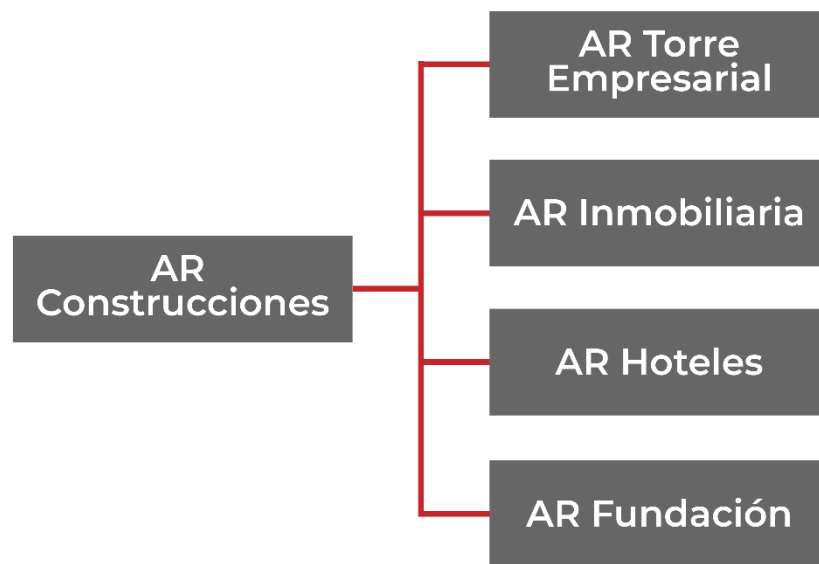 AR Torre
Empresarial
AR Inmobiliaria
AR
Construcciones
AR Hoteles
AR Fundación